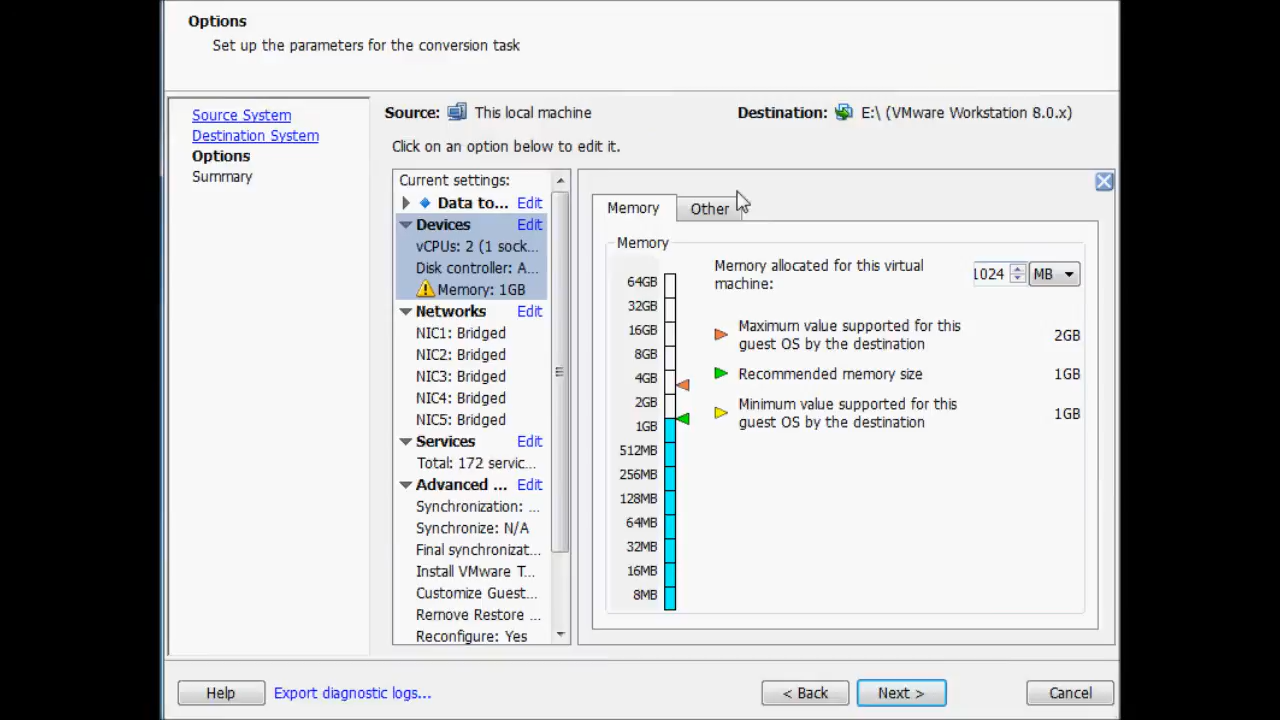 Options
Set up the parameters for the conversion task
Source System
Destination System
Options
Summary
Source: This local machine
Destination: E:\ (VMware Workstation 8.0.x)
Click on an option below to edit it.
Current settings:
Data to... Edit
Devices Edit
vCPUs: 2 (1 sock...
Disk controller: A...
Memory: 1GB
Networks Edit
NIC1: Bridged
NIC2: Bridged
NIC3: Bridged
NIC4: Bridged
NIC5: Bridged
Services Edit
Total: 172 servic...
Advanced ... Edit
Synchronization: ...
Synchronize: N/A
Final synchronizat...
Install VMware T...
Customize Guest...
Remove Restore ...
Reconfigure: Yes
Memory Other
Memory
64GB
32GB
16GB
8GB
4GB
2GB
1GB
512MB
256MB
128MB
64MB
32MB
16MB
8MB
Memory allocated for this virtual
machine:
1024 MB
Maximum value supported for this
guest OS by the destination
2GB
Recommended memory size 1GB
Minimum value supported for this
guest OS by the destination
1GB
Help Export diagnostic logs... < Back Next > Cancel